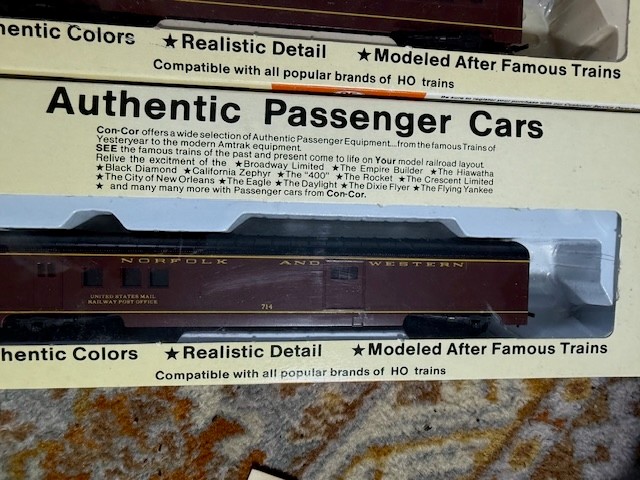 hentic Colors ★Realistic Detail ★Modeled After Famous Trains
Compatible with all popular brands of HO trains
Authentic Passenger Cars
Con-Cor offers a wide selection of Authentic Passenger Equipment....from the famous Trains of
Yesteryear to the modern Amtrak equipment.
SEE the famous trains of the past and present come to life on Your model railroad layout.
Relive the excitment of the ★Broadway Limited ★The Empire Builder ★The Hiawatha
★Black Diamond ★California Zephyr ★The "400" ★The Rocket ★The Crescent Limited
★The City of New Orleans ★The Eagle ★The Daylight ★The Dixie Flyer ★The Flying Yankee
★ and many many more with Passenger cars from Con-Cor.
NORFOLK AND WESTERN
UNITED STATES MAIL
RAILWAY POST OFFICE
714
hentic Colors ★Realistic Detail ★Modeled After Famous Trains
Compatible with all popular brands of HO trains